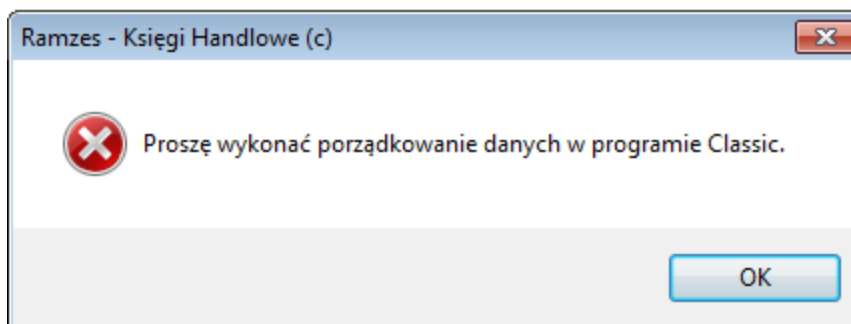 Ramzes - Księgi Handlowe (c)
Proszę wykonać porządkowanie danych w programie Classic.
OK